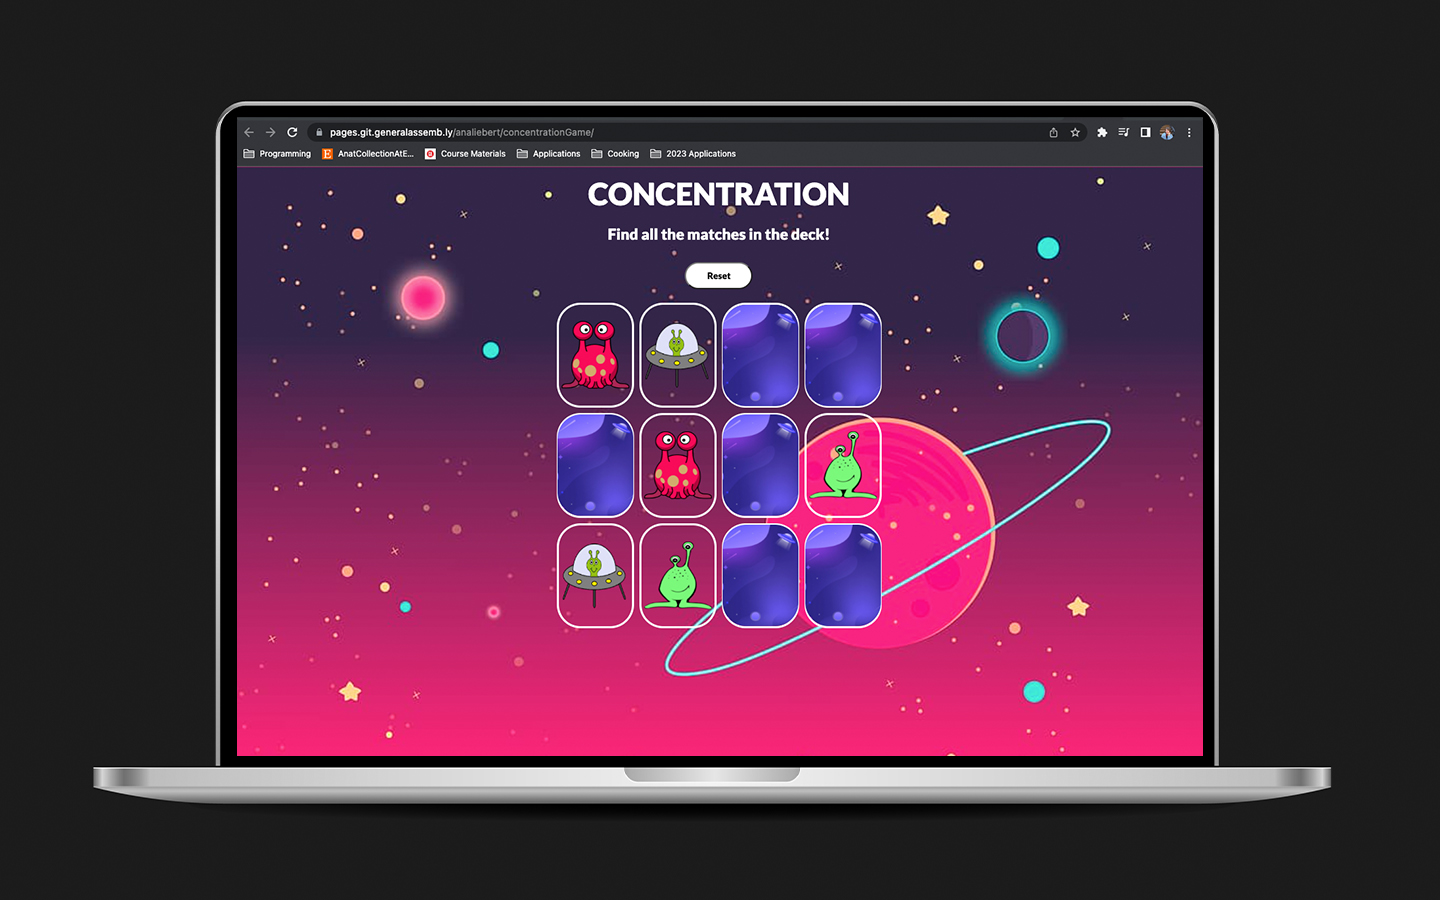 pages.git.generalassemb.ly/analiebert/concentrationGame/
Programming AnatCollectionAtE... Course Materials Applications Cooking 2023 Applications
CONCENTRATION
Find all the matches in the deck!
Reset